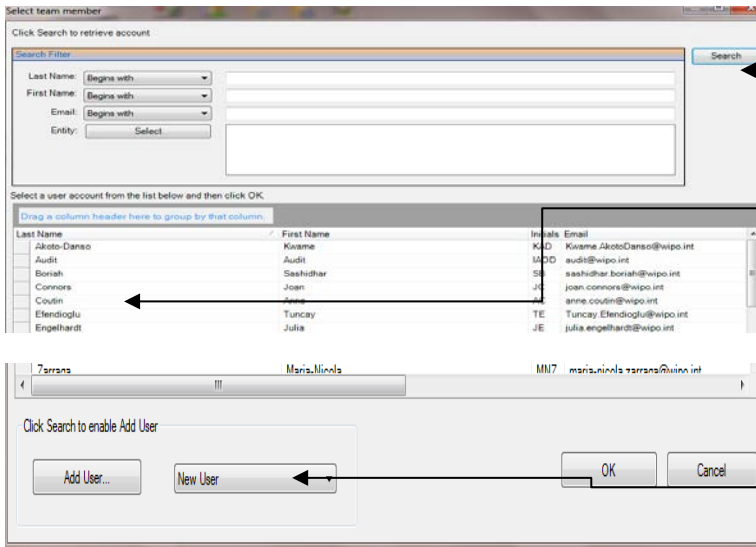 Select team member
Click Search to retrieve account
Search Filter
Search
Last Name: Begins with
First Name: Begins with
Email: Begins with
Entity: Select
Select a user account from the list below and then click OK.
Drag a column header here to group by that column.
Last Name First Name Initials Email
Akoto-Danso Kwame KAD Kwame.AkotoDanso@wipo.int
Audit Audit IAOD audit@wipo.int
Boriah Sashidhar SB sashidhar.boriah@wipo.int
Connors Joan JC joan.connors@wipo.int
Coutin Anne AC anne.coutin@wipo.int
Efendioglu Tuncay TE Tuncay.Efendioglu@wipo.int
Engelhardt Julia JE julia.engelhardt@wipo.int
Zarraga Maria-Nicola MNZ maria-nicola.zarraga@wipo.int
Click Search to enable Add User
Add User... New User OK Cancel